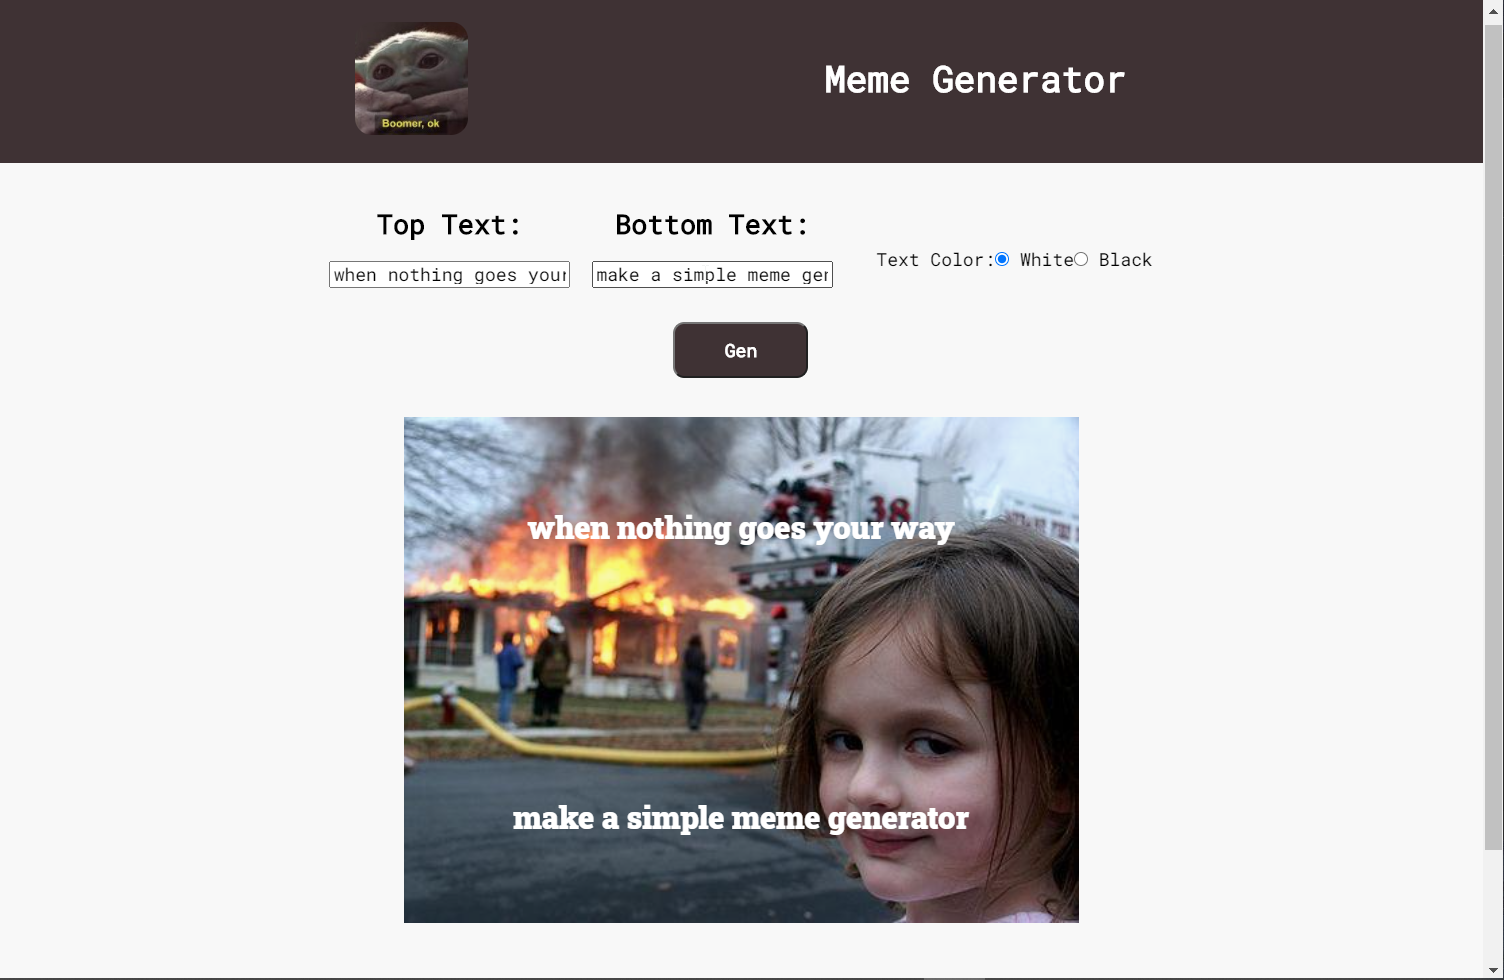 Boomer, ok
Meme Generator
Top Text:
Bottom Text:
when nothing goes your
make a simple meme ger
Text Color: White Black
Gen
38
when nothing goes your way
make a simple meme generator